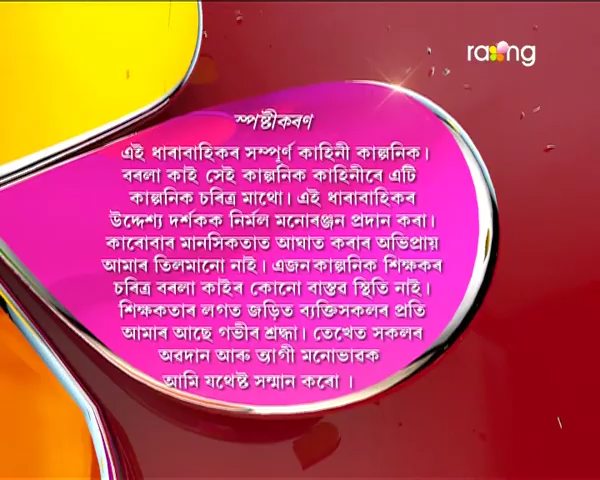 raong
স্পষ্টীকৰণ
এই ধাৰাবাহিকৰ সম্পূৰ্ণ কাহিনী কাল্পনিক।
বৰলা কাই সেই কাল্পনিক কাহিনীৰে এটি
কাল্পনিক চৰিত্ৰ মাথো। এই ধাৰাবাহিকৰ
উদ্দেশ্য দৰ্শকক নিৰ্মল মনোৰঞ্জন প্ৰদান কৰা।
কাৰোবাৰ মানসিকতাত আঘাত কৰাৰ অভিপ্ৰায়
আমাৰ তিলমানো নাই। এজন কাল্পনিক শিক্ষকৰ
চৰিত্ৰ বৰলা কাইৰ কোনো বাস্তৱ স্থিতি নাই।
শিক্ষকতাৰ লগত জড়িত ব্যক্তিসকলৰ প্ৰতি
আমাৰ আছে গভীৰ শ্ৰদ্ধা। তেখেত সকলৰ
অৱদান আৰু ত্যাগী মনোভাৱক
আমি যথেষ্ট সন্মান কৰো ।